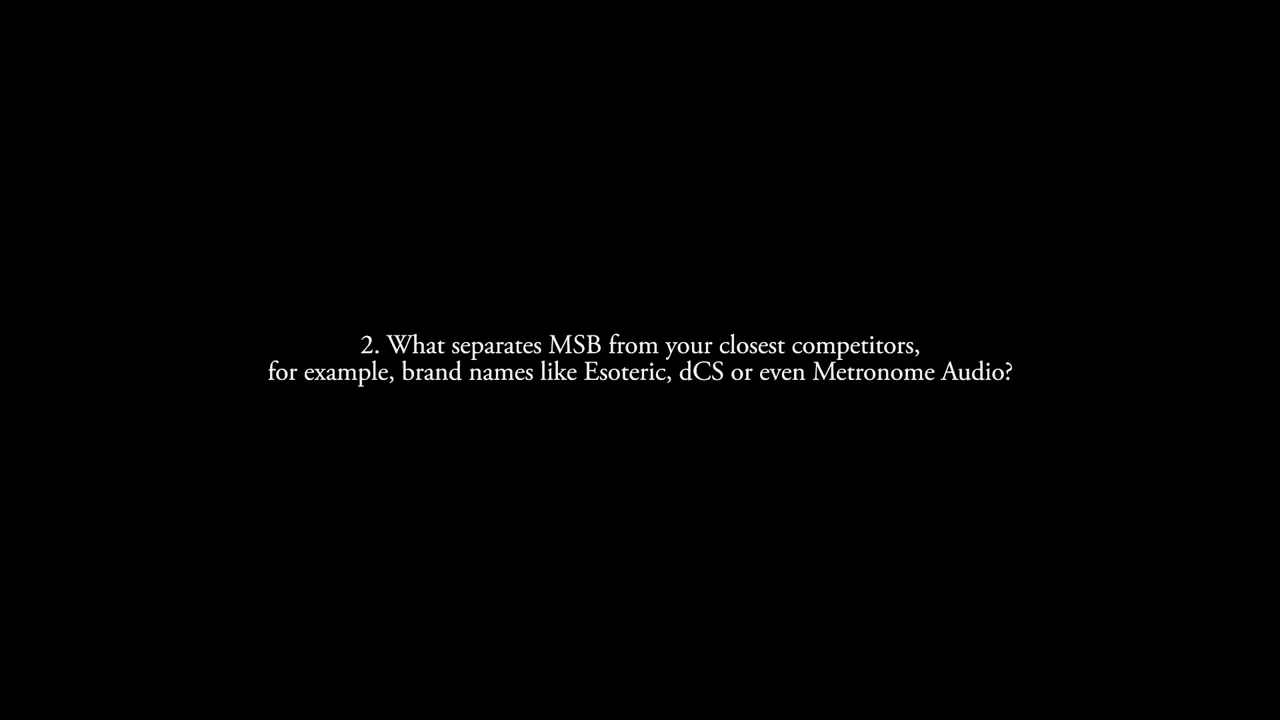 2. What separates MSB from your closest competitors,
for example, brand names like Esoteric, dCS or even Metronome Audio?